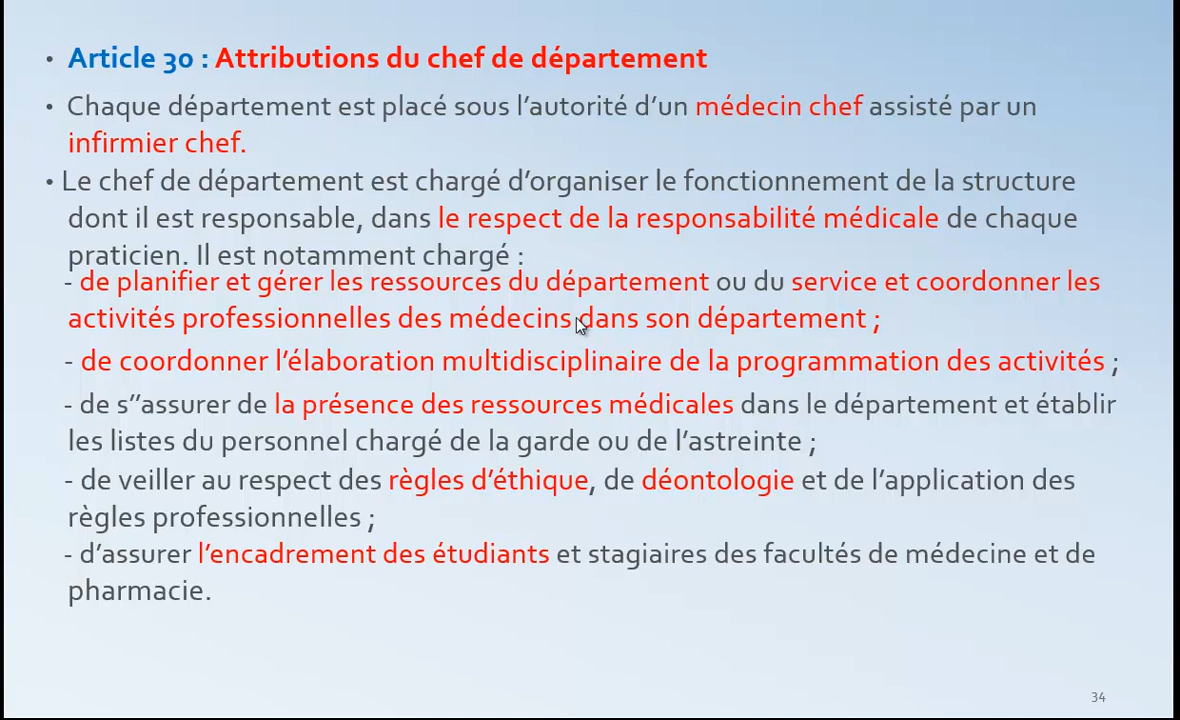 • Article 30 : Attributions du chef de département
• Chaque département est placé sous l’autorité d’un médecin chef assisté par un
infirmier chef.
• Le chef de département est chargé d’organiser le fonctionnement de la structure
dont il est responsable, dans le respect de la responsabilité médicale de chaque
praticien. Il est notamment chargé :
- de planifier et gérer les ressources du département ou du service et coordonner les
activités professionnelles des médecins dans son département ;
- de coordonner l’élaboration multidisciplinaire de la programmation des activités ;
- de s’’assurer de la présence des ressources médicales dans le département et établir
les listes du personnel chargé de la garde ou de l’astreinte ;
- de veiller au respect des règles d’éthique, de déontologie et de l’application des
règles professionnelles ;
- d’assurer l’encadrement des étudiants et stagiaires des facultés de médecine et de
pharmacie.
34